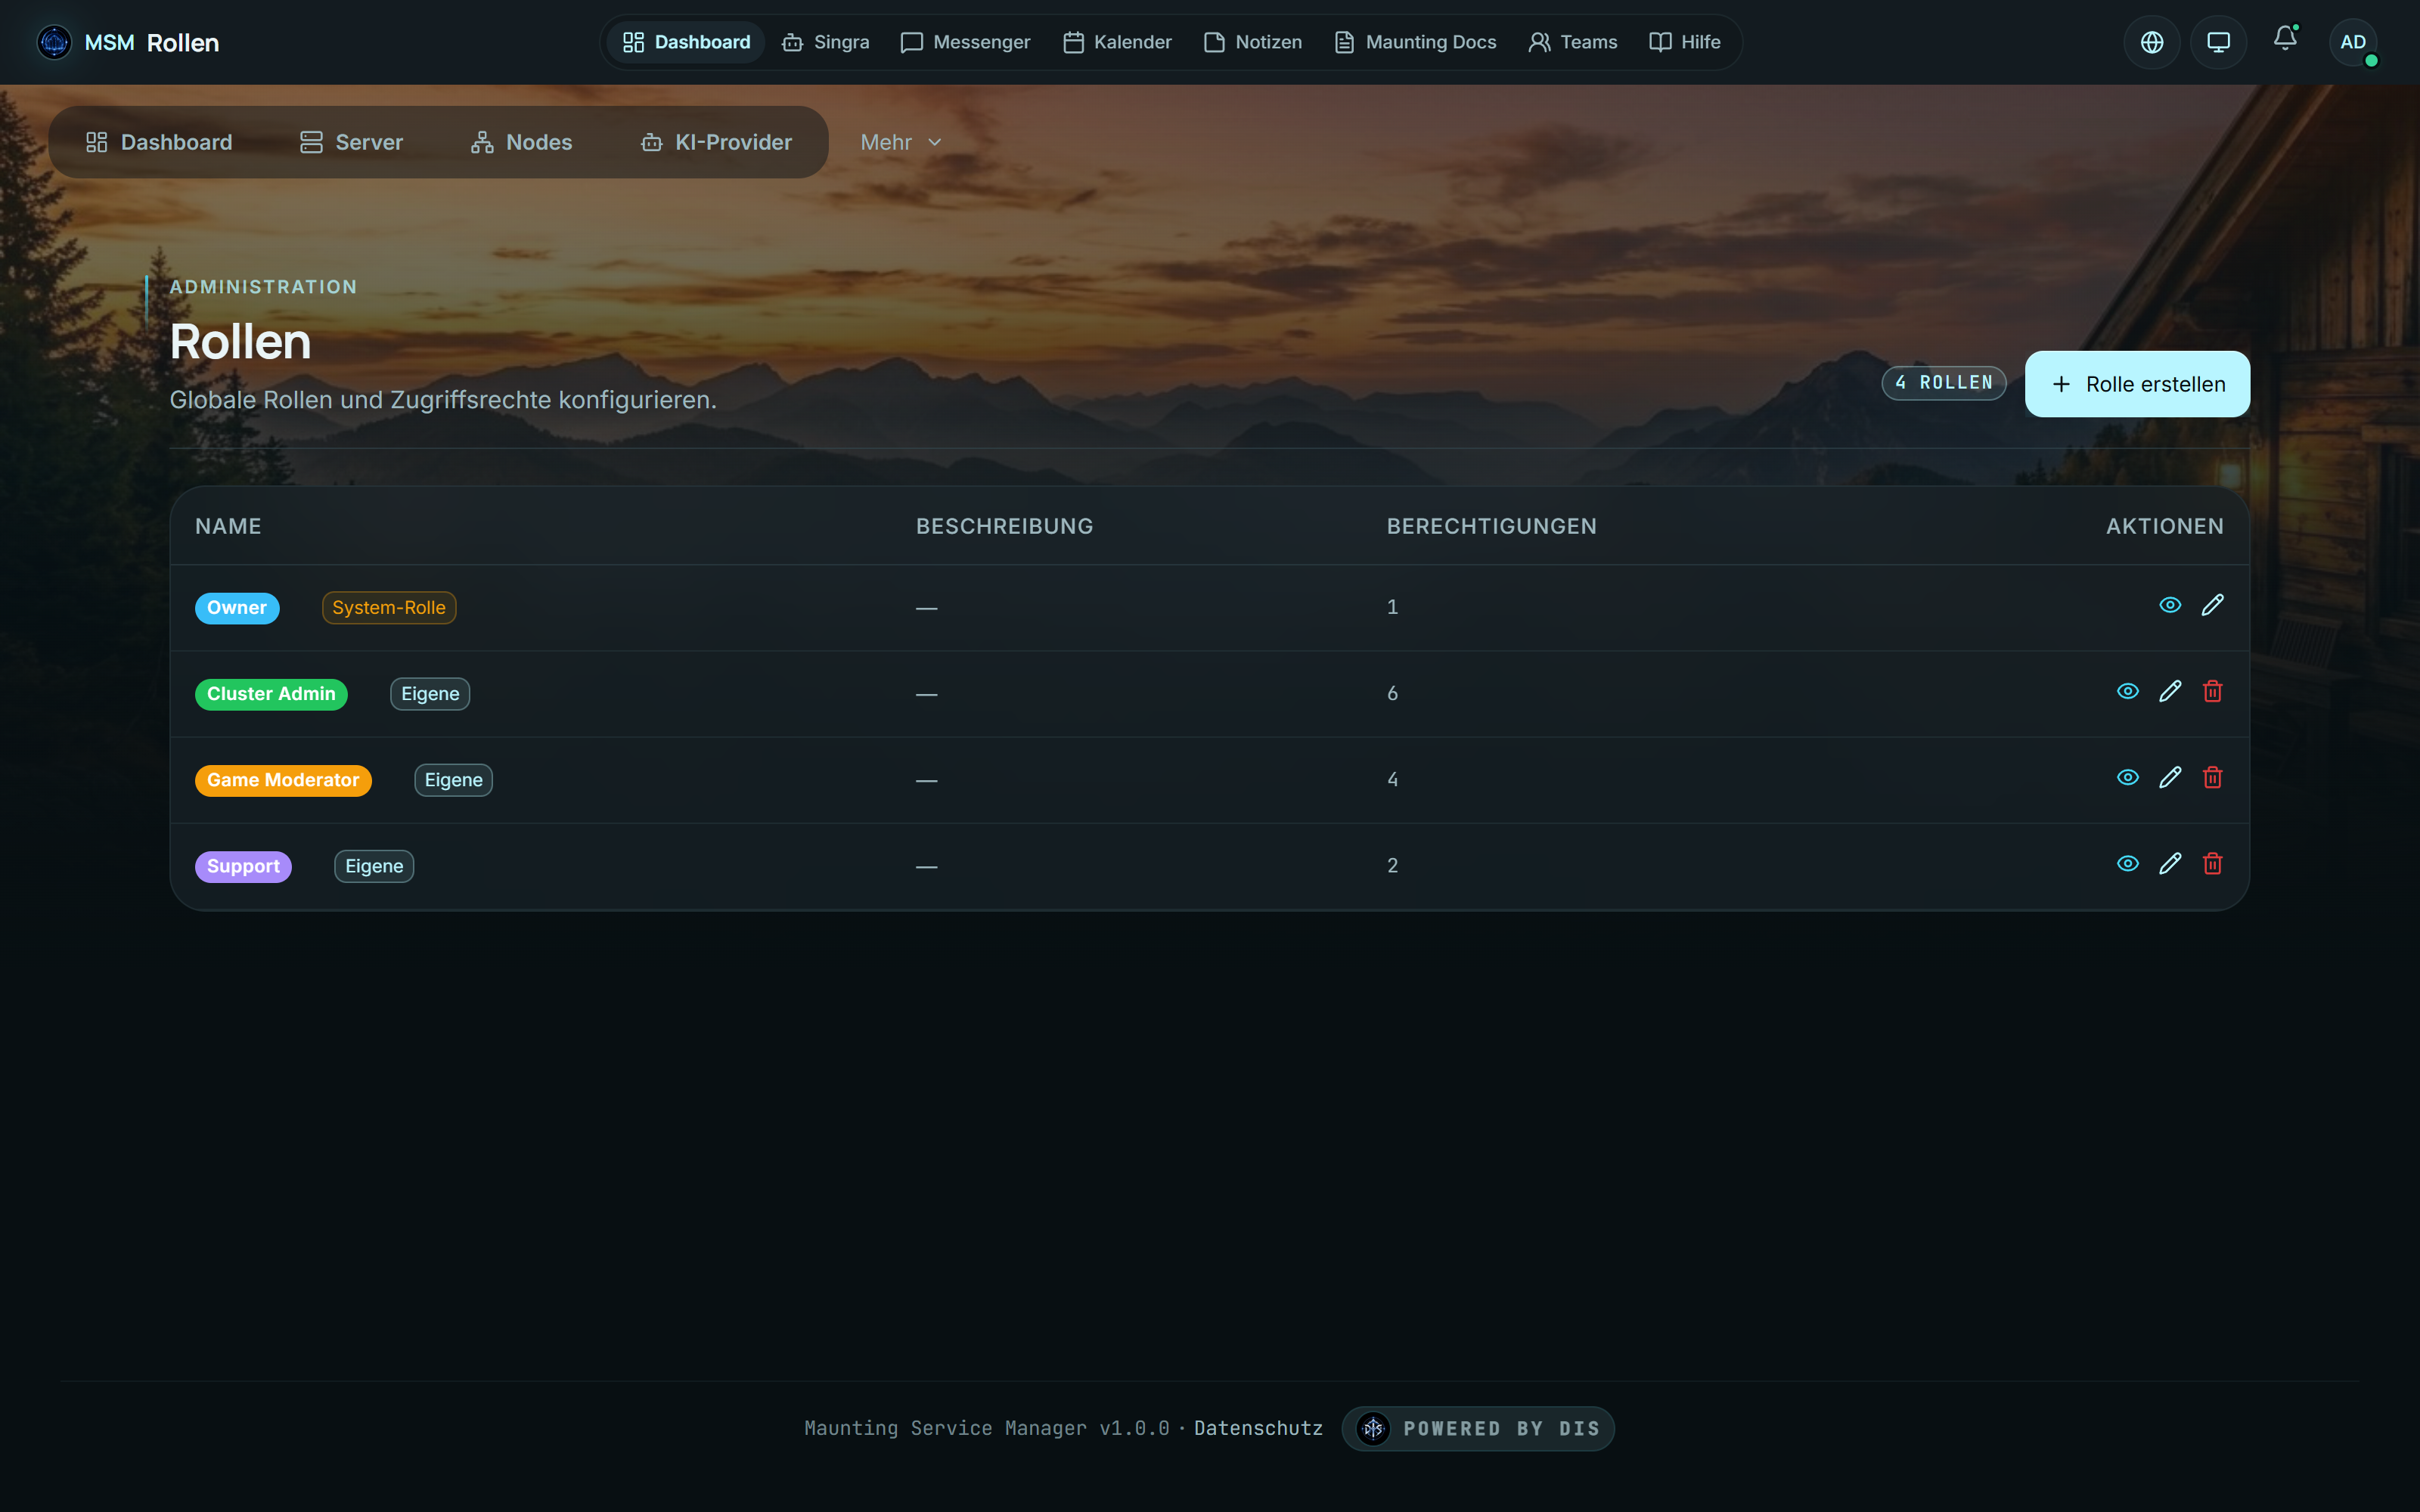 MSM Rollen
Dashboard Singra Messenger Kalender Notizen Maunting Docs Teams Hilfe
AD
Dashboard Server Nodes KI-Provider Mehr
ADMINISTRATION
Rollen
Globale Rollen und Zugriffsrechte konfigurieren.
4 ROLLEN
Rolle erstellen
NAME BESCHREIBUNG BERECHTIGUNGEN AKTIONEN
Owner System-Rolle — 1
Cluster Admin Eigene — 6
Game Moderator Eigene — 4
Support Eigene — 2
Maunting Service Manager v1.0.0 · Datenschutz DIS POWERED BY DIS